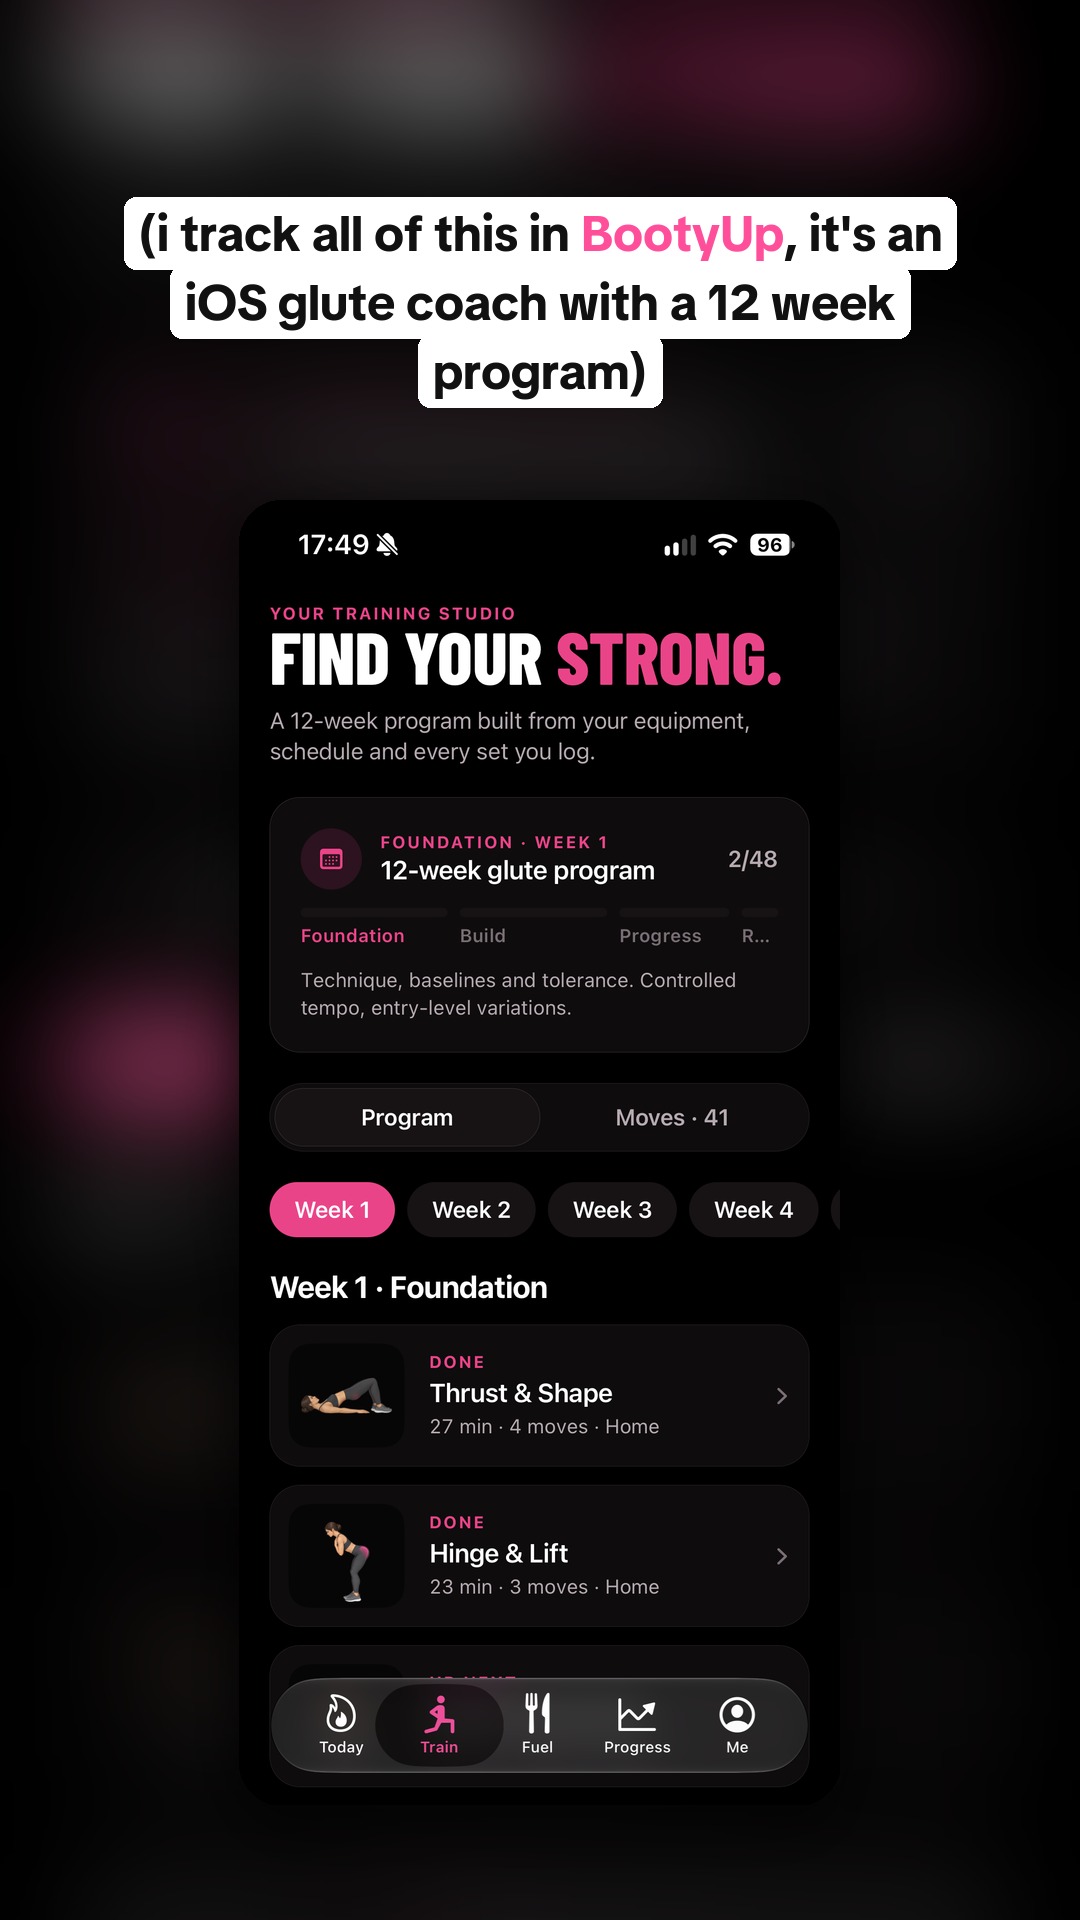 (i track all of this in BootyUp, it's an
iOS glute coach with a 12 week
program)
17:49
96
YOUR TRAINING STUDIO
FIND YOUR STRONG.
A 12-week program built from your equipment,
schedule and every set you log.
FOUNDATION · WEEK 1
12-week glute program
2/48
Foundation Build Progress R...
Technique, baselines and tolerance. Controlled
tempo, entry-level variations.
Program Moves · 41
Week 1 Week 2 Week 3 Week 4
Week 1 · Foundation
DONE
Thrust & Shape
27 min · 4 moves · Home
DONE
Hinge & Lift
23 min · 3 moves · Home
Today Train Fuel Progress Me